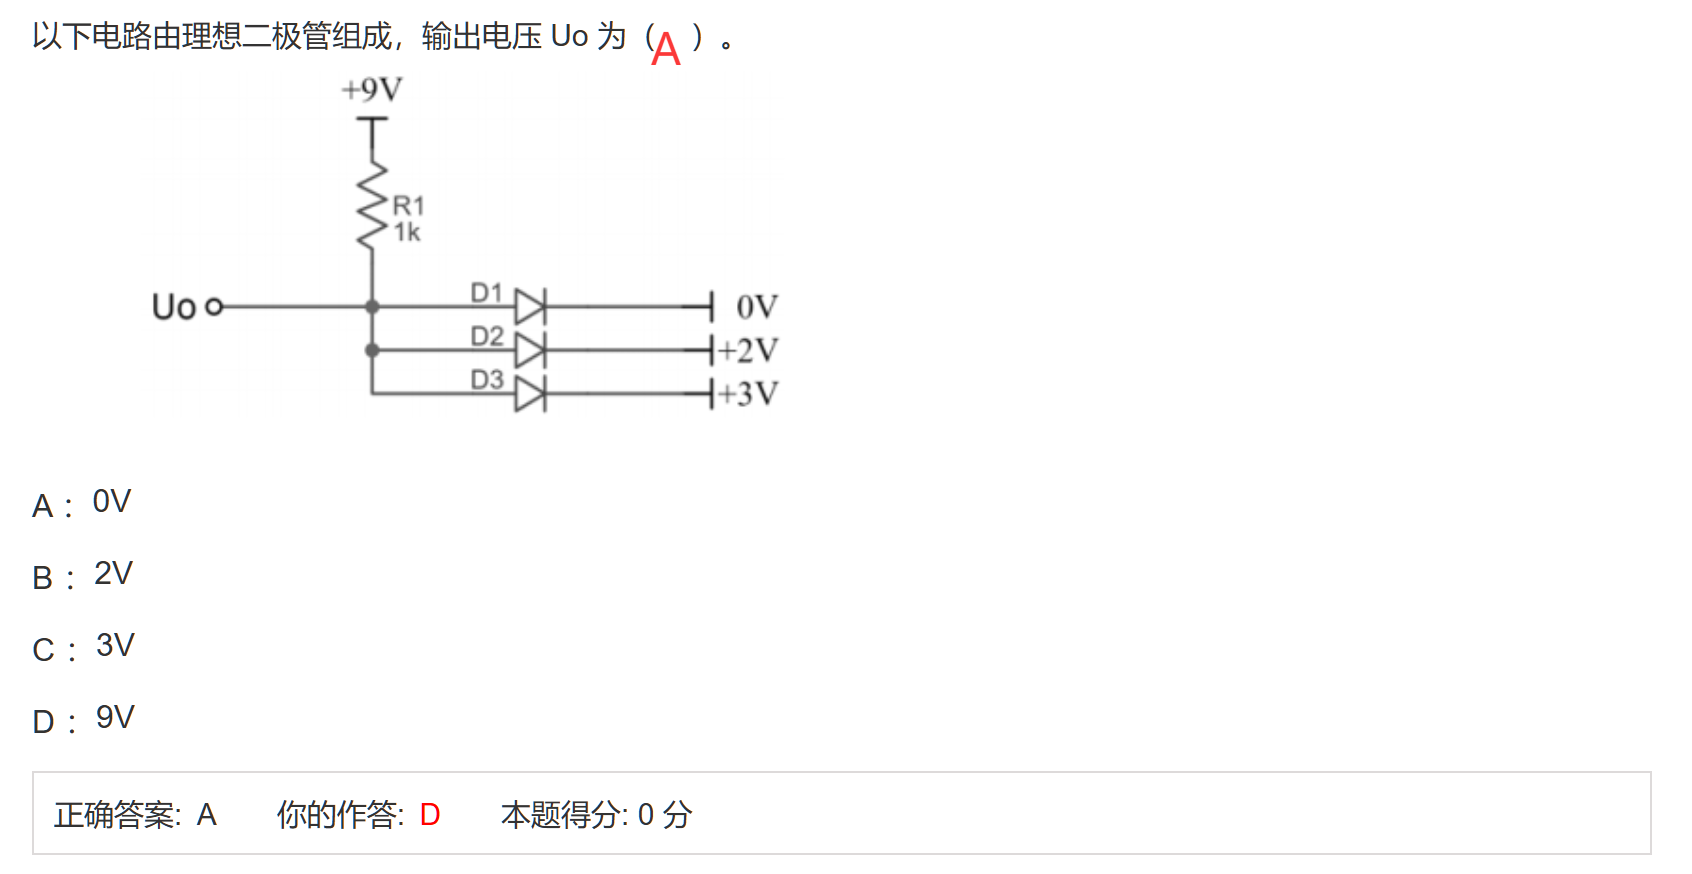 以下电路由理想二极管组成，输出电压 Uo 为（A）。
+9V
R1
1k
Uo
D1
0V
D2
+2V
D3
+3V
A： 0V
B： 2V
C： 3V
D： 9V
正确答案: A 你的作答: D 本题得分: 0 分